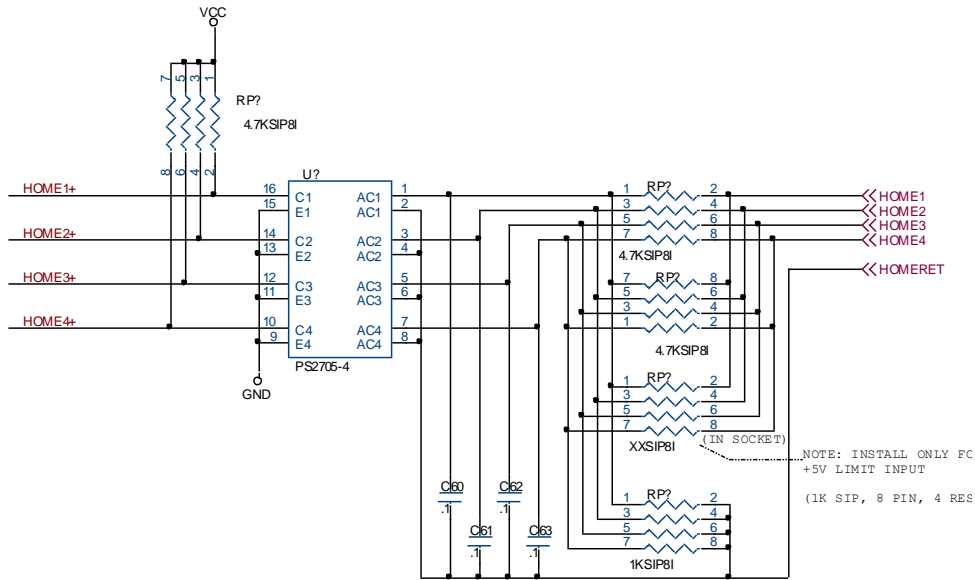 VCC
7 5 3 1
RP?
4.7KSIP8I
8 6 4 2
U?
HOME1+ 16 C1 AC1 1
15 E1 AC1 2
HOME2+ 14 C2 AC2 3
13 E2 AC2 4
HOME3+ 12 C3 AC3 5
11 E3 AC3 6
HOME4+ 10 C4 AC4 7
9 E4 AC4 8
PS2705-4
GND
RP?
1 2 HOME1
3 4 HOME2
5 6 HOME3
7 8 HOME4
4.7KSIP8I
HOMERET
RP?
7 8
5 6
3 4
1 2
4.7KSIP8I
RP?
1 2
3 4
5 6
7 8
(IN SOCKET)
XXSIP8I
NOTE: INSTALL ONLY FO
+5V LIMIT INPUT
(1K SIP, 8 PIN, 4 RES
C60
.1
C62
.1
C61
.1
C63
.1
RP?
1 2
3 4
5 6
7 8
1KSIP8I